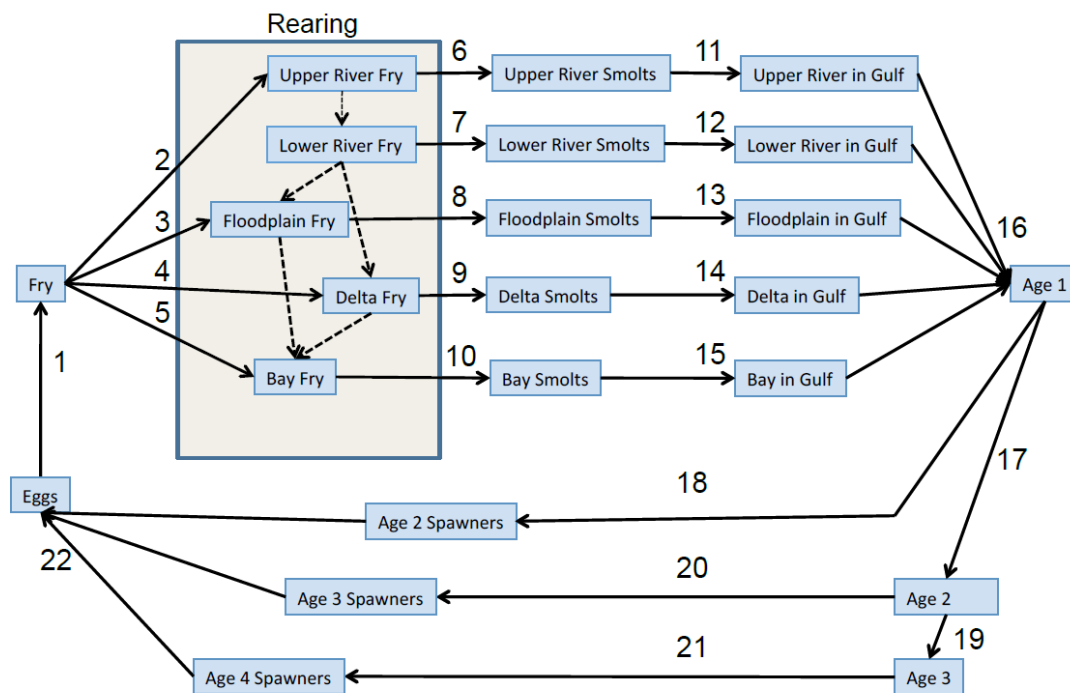 Rearing
Upper River Fry
6
Upper River Smolts
11
Upper River in Gulf
2
Lower River Fry
7
Lower River Smolts
12
Lower River in Gulf
3
Floodplain Fry
8
Floodplain Smolts
13
Floodplain in Gulf
16
Fry
4
Delta Fry
9
Delta Smolts
14
Delta in Gulf
Age 1
5
1
Bay Fry
10
Bay Smolts
15
Bay in Gulf
17
Eggs
18
Age 2 Spawners
22
20
Age 3 Spawners
Age 2
19
21
Age 4 Spawners
Age 3